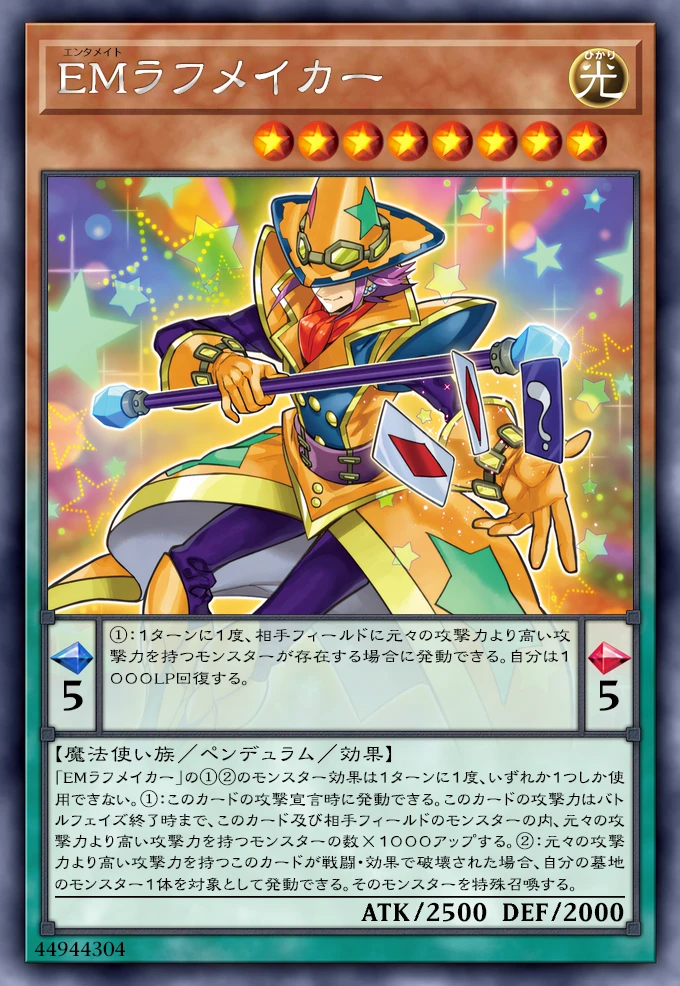 エンタメイト
EMラフメイカー
ひかり
光
5
①:1ターンに1度、相手フィールドに元々の攻撃力より高い攻
撃力を持つモンスターが存在する場合に発動できる。自分は1
000LP回復する。
5
【魔法使い族／ペンデュラム／効果】
「EMラフメイカー」の①②のモンスター効果は1ターンに1度、いずれか1つしか使
用できない。①:このカードの攻撃宣言時に発動できる。このカードの攻撃力はバト
ルフェイズ終了時まで、このカード及び相手フィールドのモンスターの内、元々の攻
撃力より高い攻撃力を持つモンスターの数×1000アップする。②:元々の攻撃
力より高い攻撃力を持つこのカードが戦闘・効果で破壊された場合、自分の墓地
のモンスター1体を対象として発動できる。そのモンスターを特殊召喚する。
ATK/2500 DEF/2000
44944304